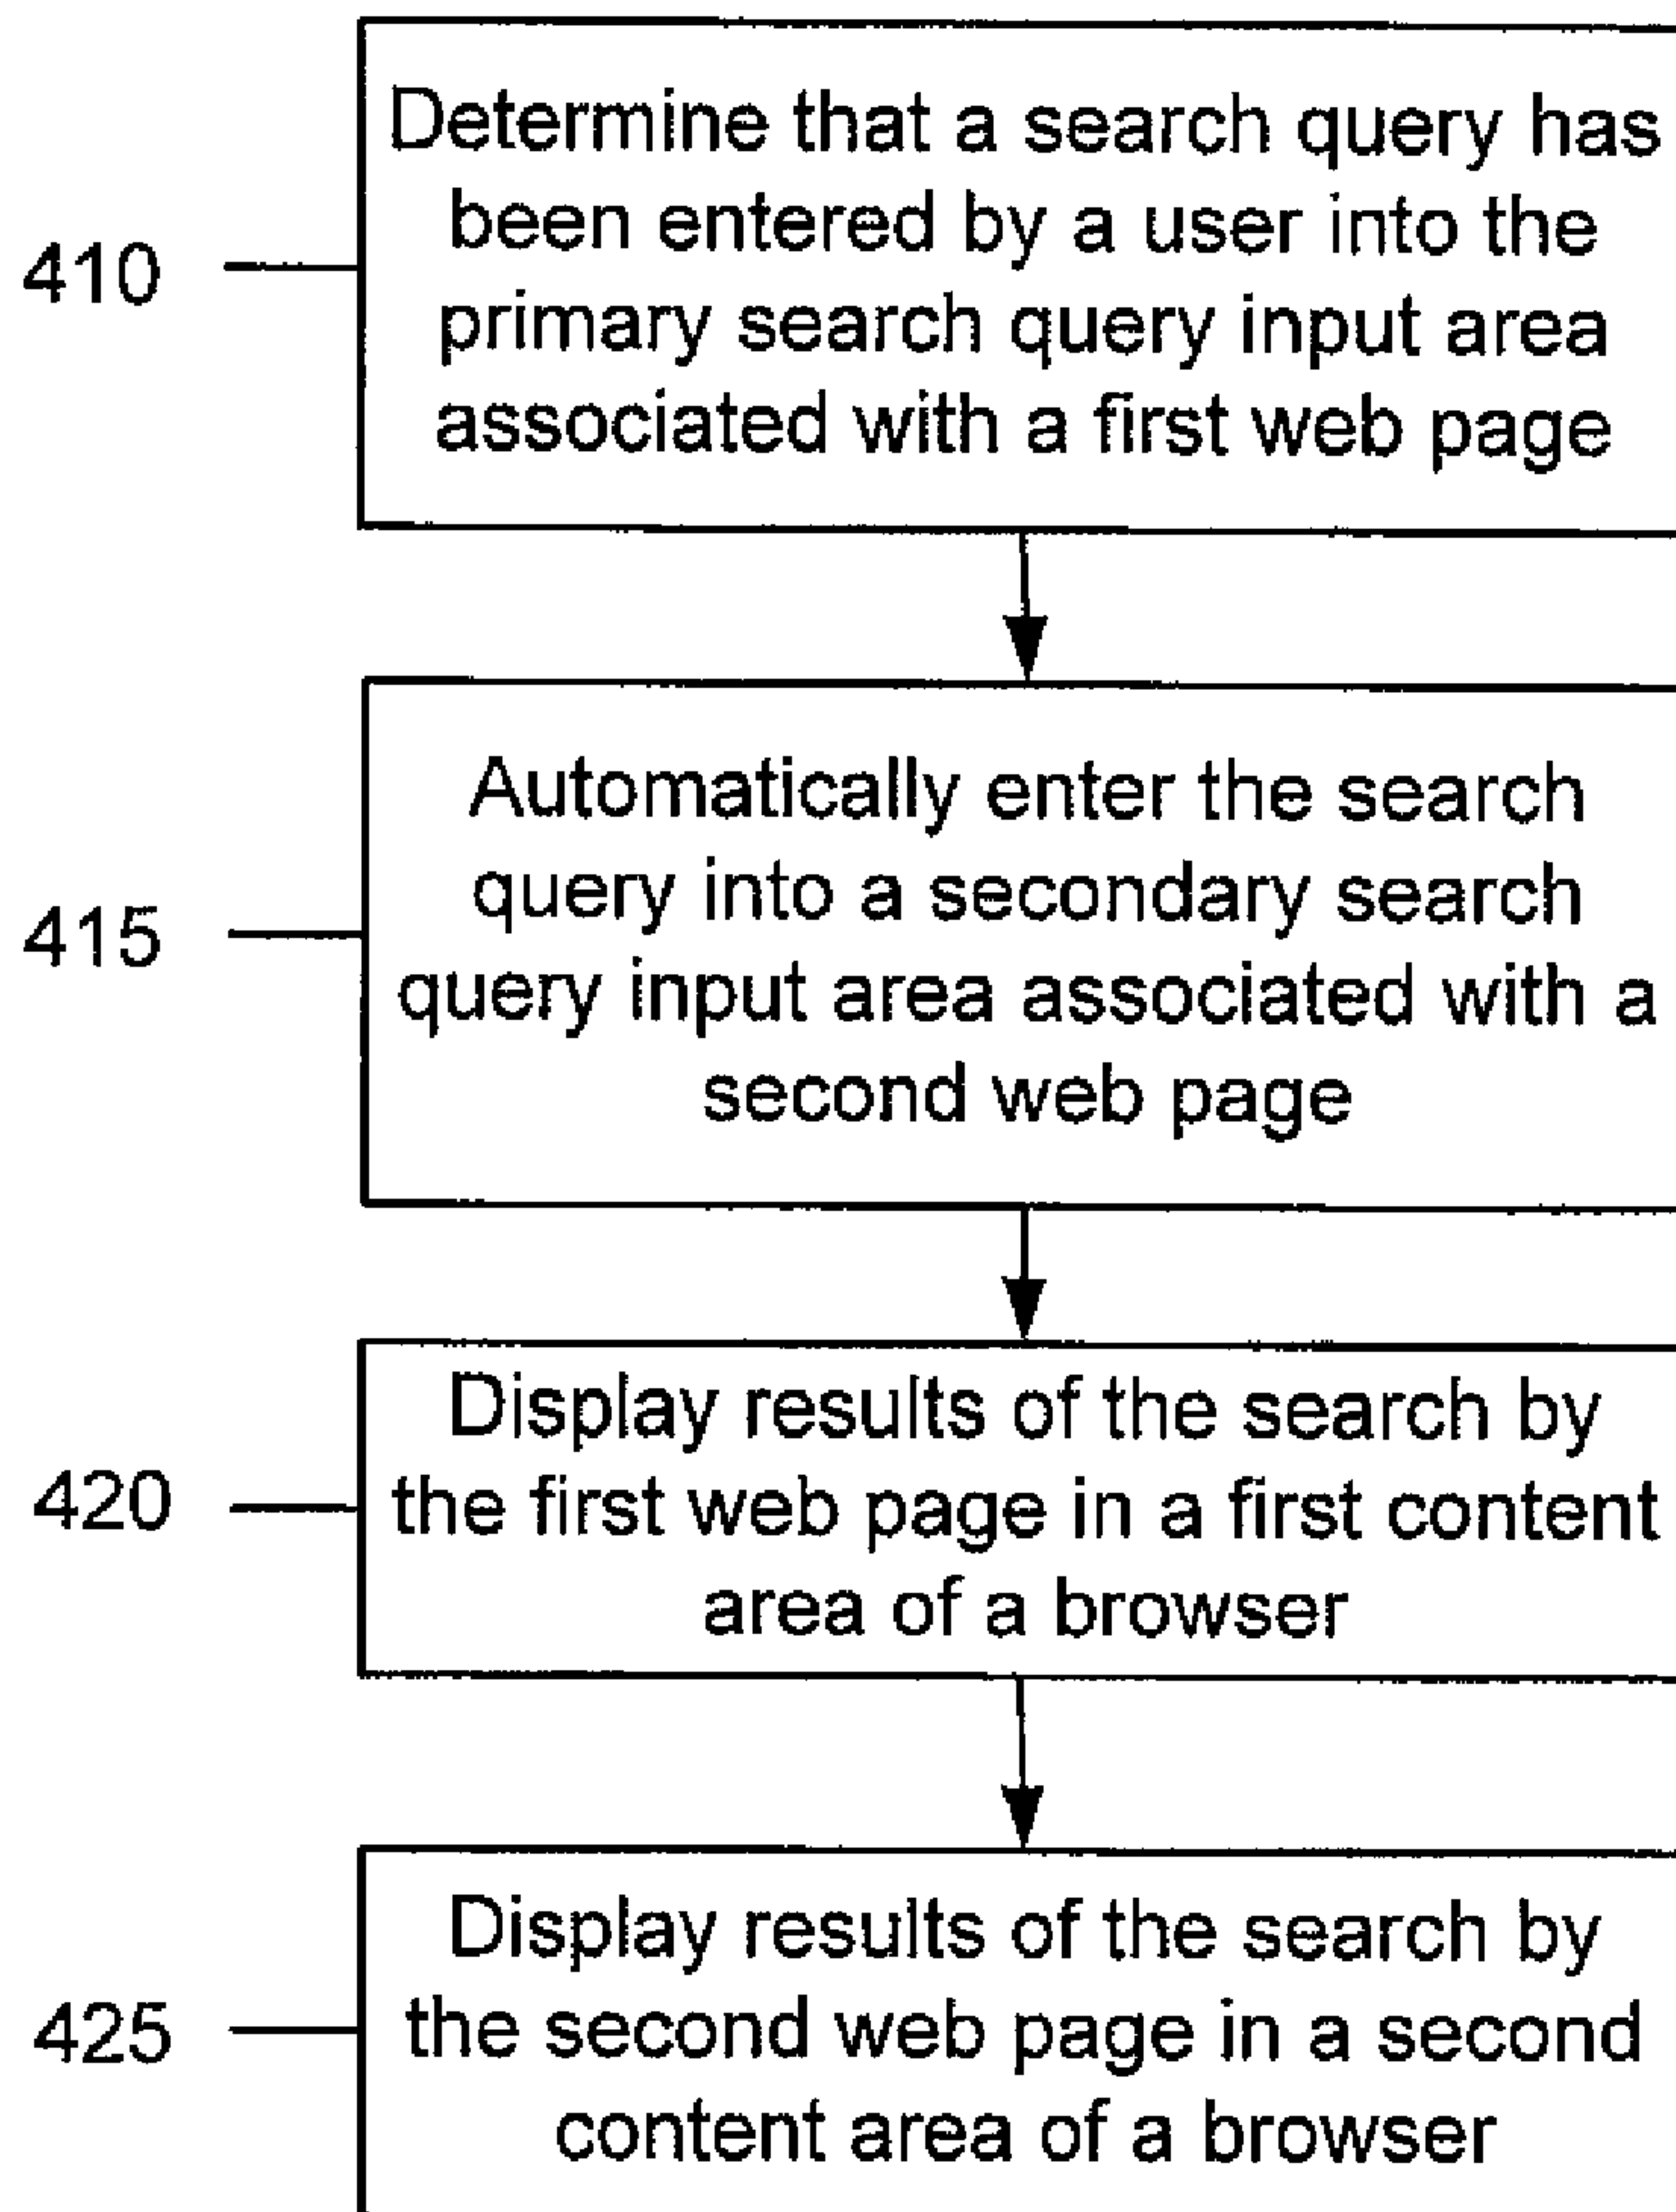 410
Determine that a search query has
been entered by a user into the
primary search query input area
associated with a first web page
415
Automatically enter the search
query into a secondary search
query input area associated with a
second web page
420
Display results of the search by
the first web page in a first content
area of a browser
425
Display results of the search by
the second web page in a second
content area of a browser